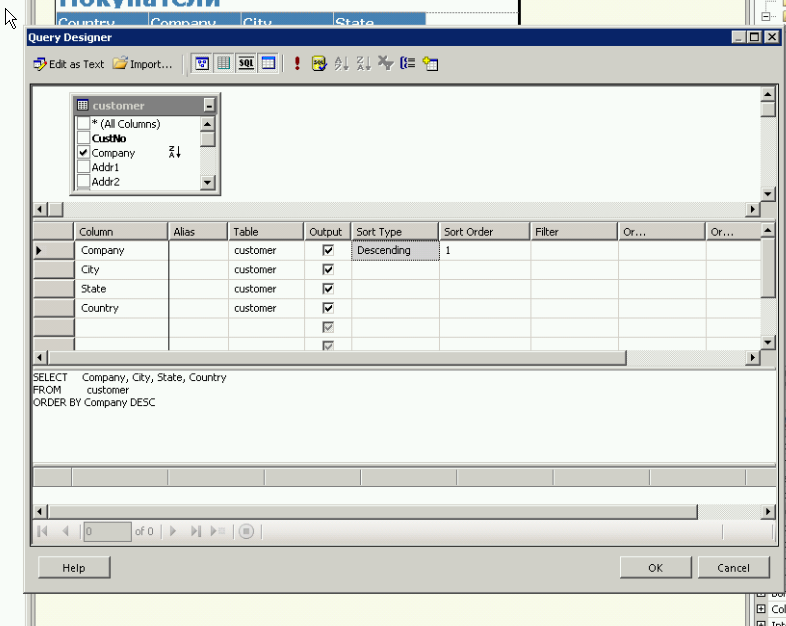 Покупатели
Country Company City State
Query Designer
Edit as Text Import... SQL
customer
* (All Columns)
CustNo
Company
Addr1
Addr2
Column Alias Table Output Sort Type Sort Order Filter Or... Or...
Company customer Descending 1
City customer
State customer
Country customer
SELECT Company, City, State, Country
FROM customer
ORDER BY Company DESC
0 of 0
Help OK Cancel
Col